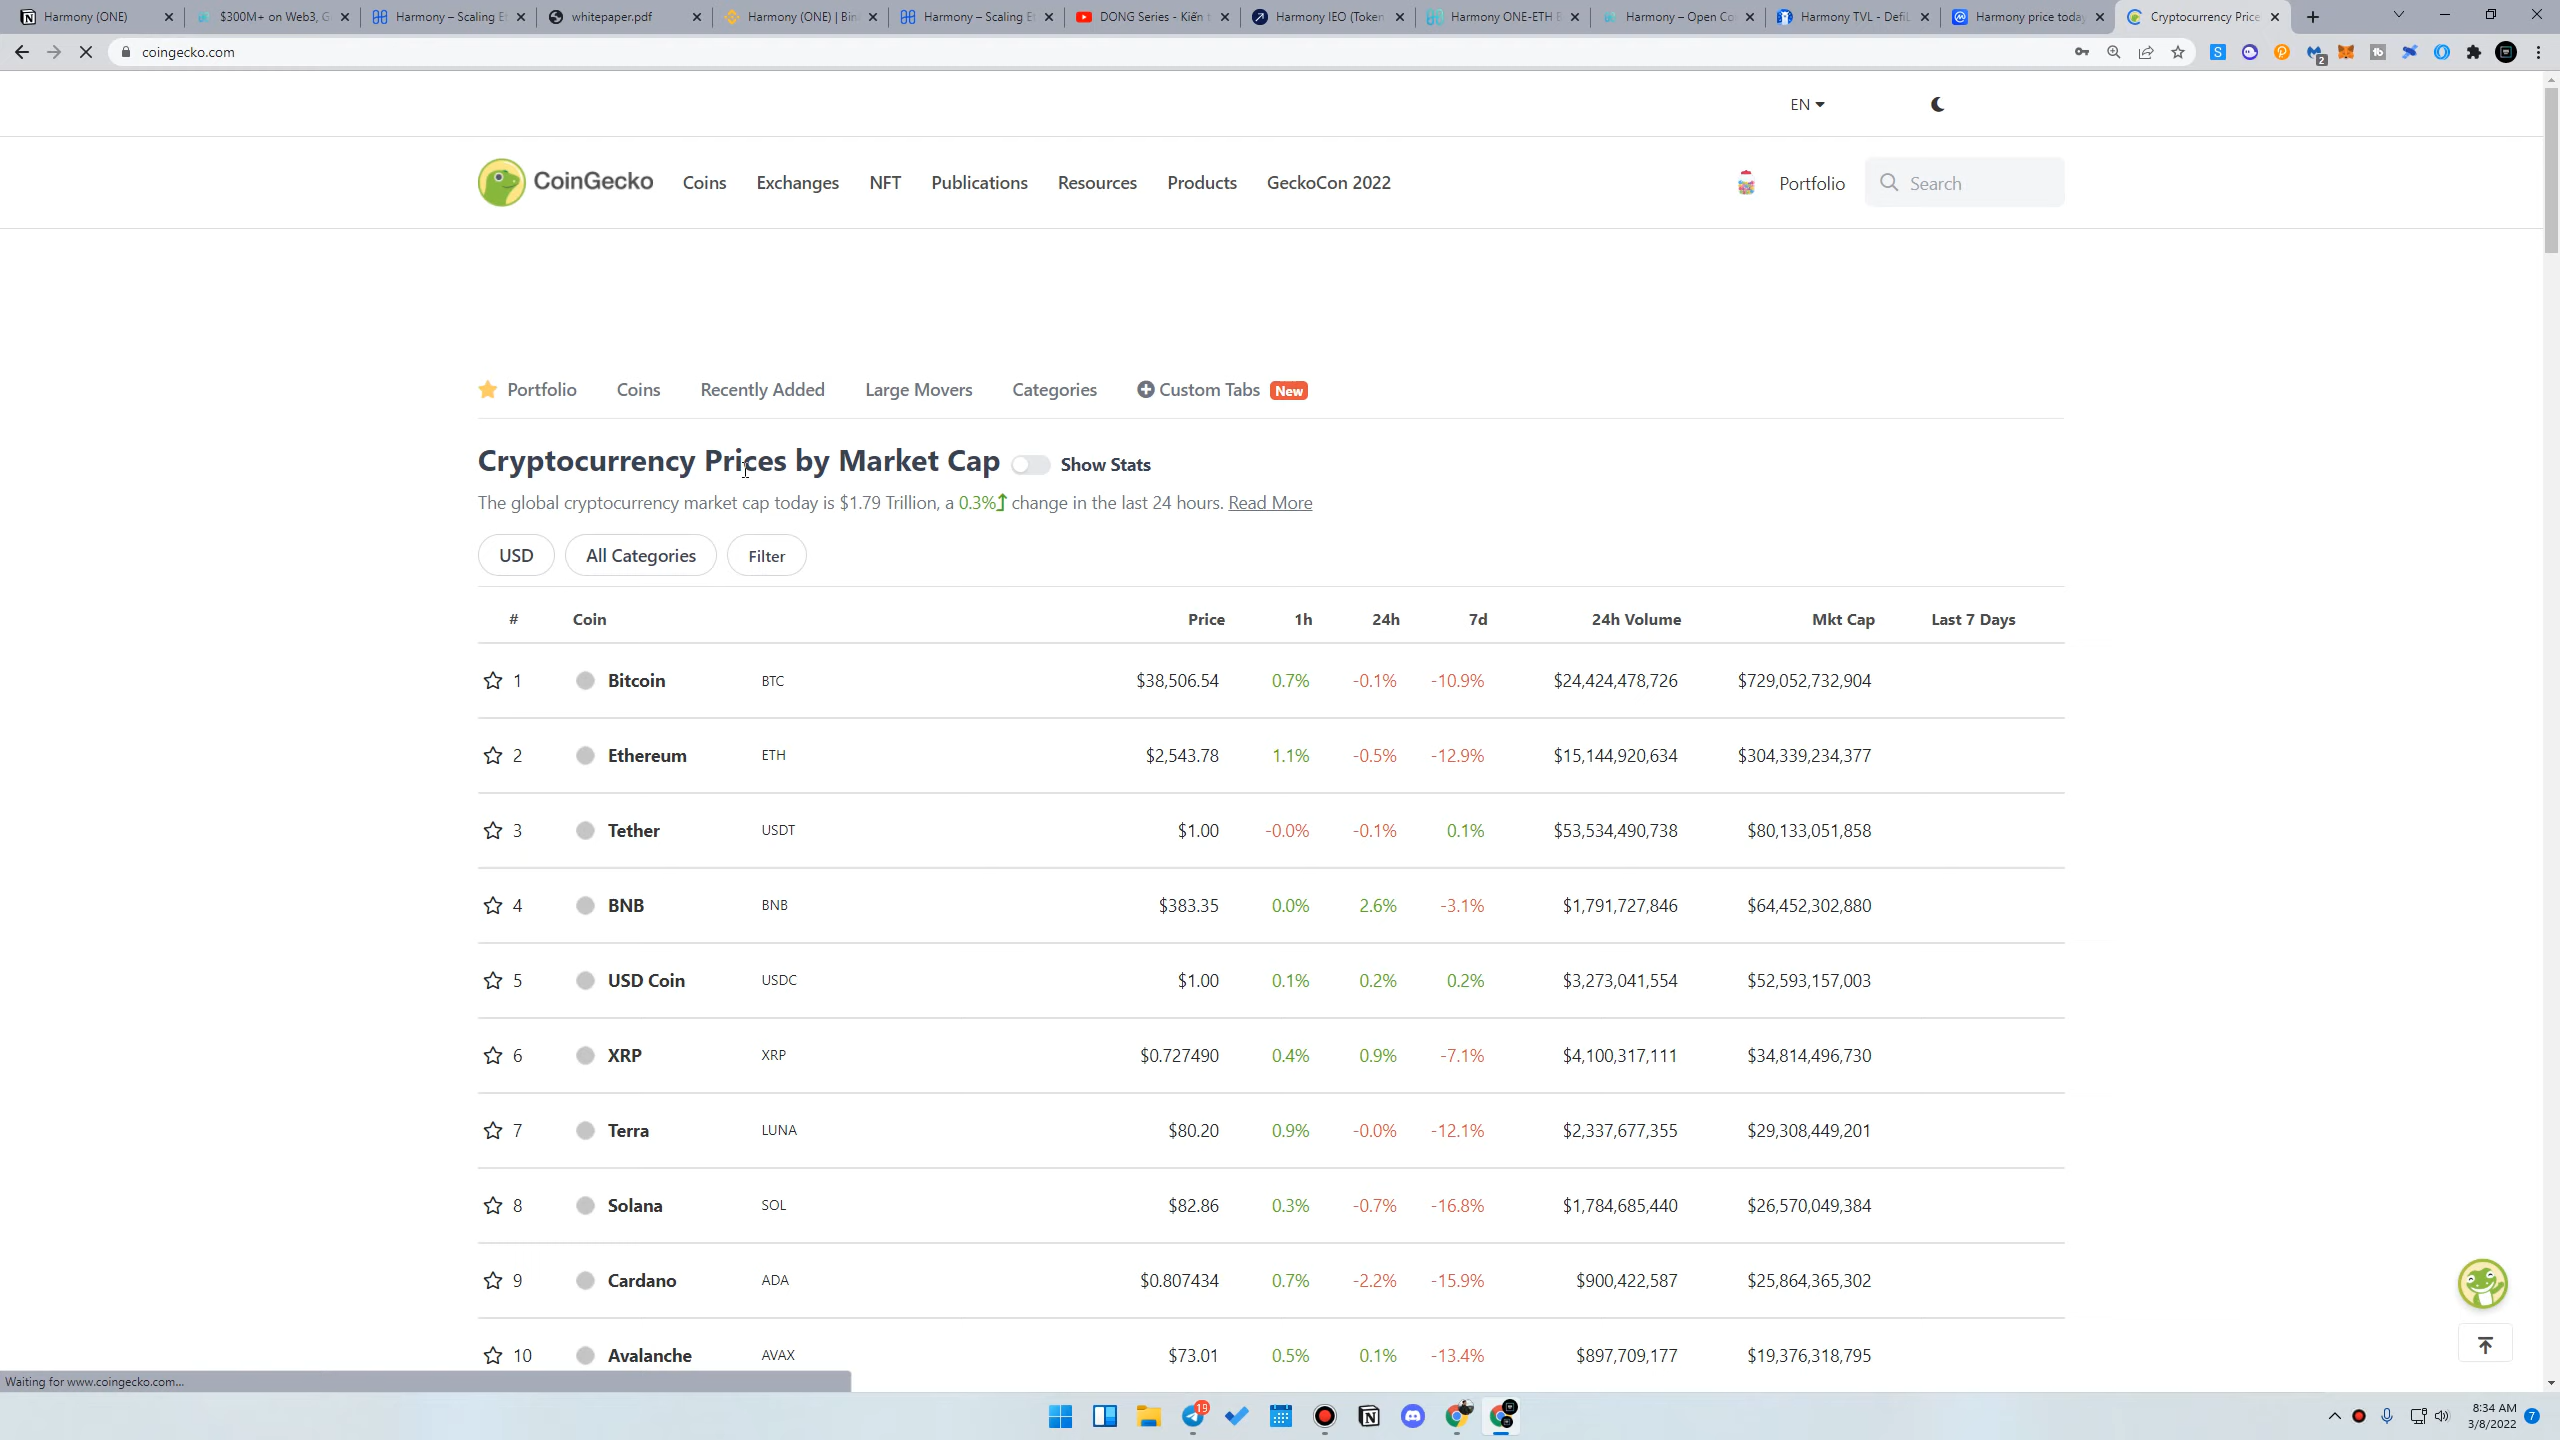 Harmony (ONE)
$300M+ on Web3, G
Harmony – Scaling Et
whitepaper.pdf
Harmony (ONE) | Bin
Harmony – Scaling Et
DONG Series - Kiến t
Harmony IEO (Token
Harmony ONE-ETH B
Harmony – Open Co
Harmony TVL - DefiL
Harmony price today
Cryptocurrency Price
coingecko.com
2
EN
CoinGecko
Coins
Exchanges
NFT
Publications
Resources
Products
GeckoCon 2022
Portfolio
Search
Portfolio
Coins
Recently Added
Large Movers
Categories
Custom Tabs New
Cryptocurrency Prices by Market Cap Show Stats
The global cryptocurrency market cap today is $1.79 Trillion, a 0.3% change in the last 24 hours. Read More
USD All Categories Filter
# Coin Price 1h 24h 7d 24h Volume Mkt Cap Last 7 Days
1 Bitcoin BTC $38,506.54 0.7% -0.1% -10.9% $24,424,478,726 $729,052,732,904
2 Ethereum ETH $2,543.78 1.1% -0.5% -12.9% $15,144,920,634 $304,339,234,377
3 Tether USDT $1.00 -0.0% -0.1% 0.1% $53,534,490,738 $80,133,051,858
4 BNB BNB $383.35 0.0% 2.6% -3.1% $1,791,727,846 $64,452,302,880
5 USD Coin USDC $1.00 0.1% 0.2% 0.2% $3,273,041,554 $52,593,157,003
6 XRP XRP $0.727490 0.4% 0.9% -7.1% $4,100,317,111 $34,814,496,730
7 Terra LUNA $80.20 0.9% -0.0% -12.1% $2,337,677,355 $29,308,449,201
8 Solana SOL $82.86 0.3% -0.7% -16.8% $1,784,685,440 $26,570,049,384
9 Cardano ADA $0.807434 0.7% -2.2% -15.9% $900,422,587 $25,864,365,302
10 Avalanche AVAX $73.01 0.5% 0.1% -13.4% $897,709,177 $19,376,318,795
Waiting for www.coingecko.com...
19
8:34 AM
3/8/2022
7